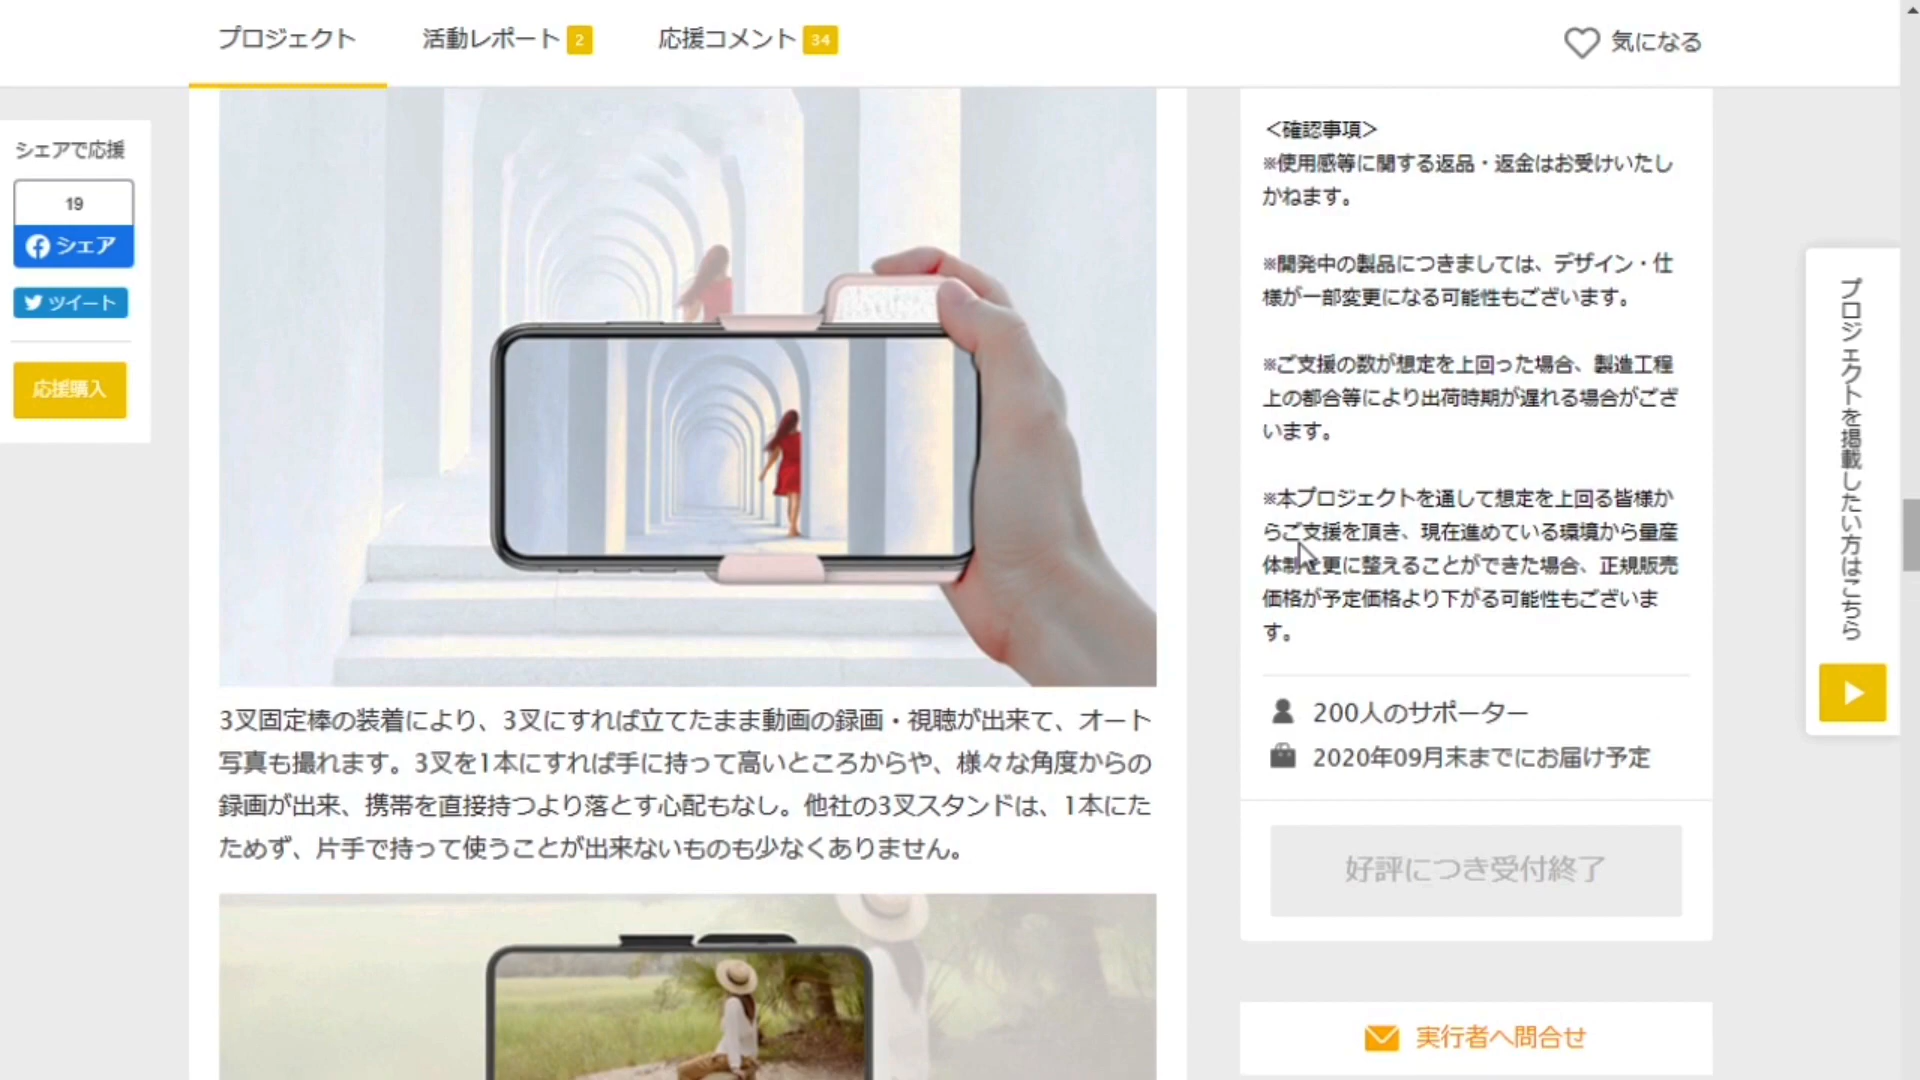 プロジェクト
活動レポート 2
応援コメント 34
気になる
シェアで応援
19
シェア
ツイート
応援購入
3叉固定棒の装着により、3叉にすれば立てたまま動画の録画・視聴が出来て、オート
写真も撮れます。3叉を1本にすれば手に持って高いところからや、様々な角度からの
録画が出来、携帯を直接持つより落とす心配もなし。他社の3叉スタンドは、1本にた
ためず、片手で持って使うことが出来ないものも少なくありません。
＜確認事項＞
※使用感等に関する返品・返金はお受けいたし
かねます。
※開発中の製品につきましては、デザイン・仕
様が一部変更になる可能性もございます。
※ご支援の数が想定を上回った場合、製造工程
上の都合等により出荷時期が遅れる場合がござ
います。
※本プロジェクトを通して想定を上回る皆様か
らご支援を頂き、現在進めている環境から量産
体制を更に整えることができた場合、正規販売
価格が予定価格より下がる可能性もございま
す。
200人のサポーター
2020年09月末までにお届け予定
好評につき受付終了
実行者へ問合せ
プロジェクトを掲載したい方はこちら